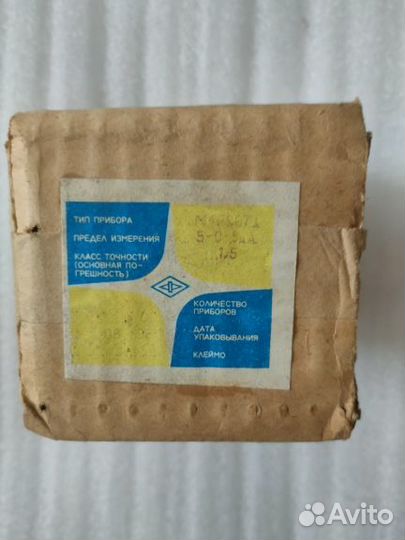 ТИП ПРИБОРА
ПРЕДЕЛ ИЗМЕРЕНИЯ
КЛАСС ТОЧНОСТИ
(ОСНОВНАЯ ПО-
ГРЕШНОСТЬ)
1,5
КОЛИЧЕСТВО
ПРИБОРОВ
ДАТА
УПАКОВЫВАНИЯ
КЛЕЙМО
Avito